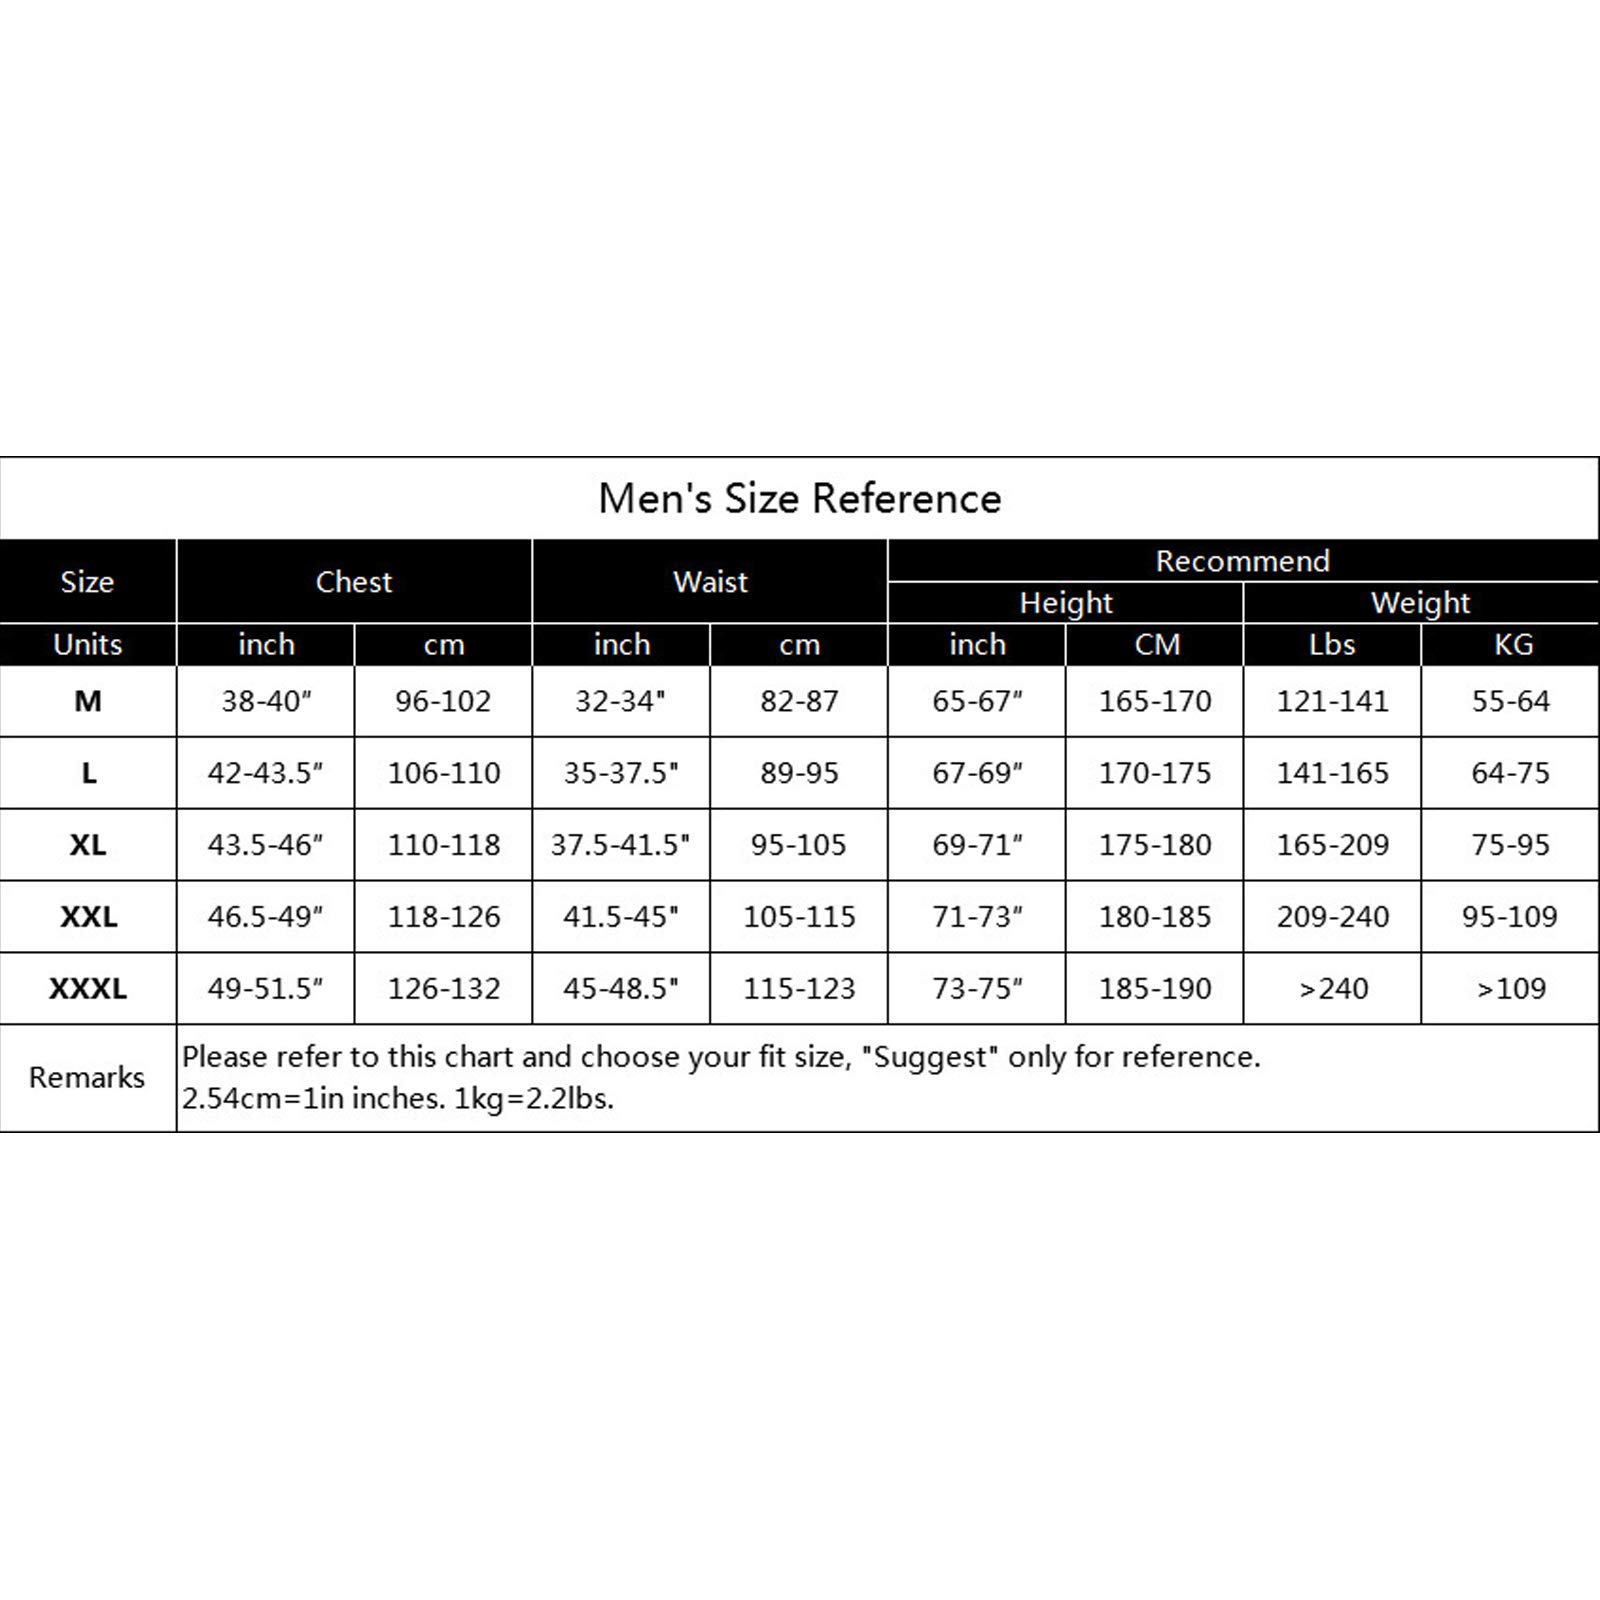 Men's Size Reference
Size Chest Waist Recommend
Height Weight
Units inch cm inch cm inch CM Lbs KG
M 38-40″ 96-102 32-34" 82-87 65-67″ 165-170 121-141 55-64
L 42-43.5″ 106-110 35-37.5" 89-95 67-69″ 170-175 141-165 64-75
XL 43.5-46″ 110-118 37.5-41.5" 95-105 69-71″ 175-180 165-209 75-95
XXL 46.5-49″ 118-126 41.5-45" 105-115 71-73″ 180-185 209-240 95-109
XXXL 49-51.5″ 126-132 45-48.5" 115-123 73-75″ 185-190 >240 >109
Remarks Please refer to this chart and choose your fit size, "Suggest" only for reference.
2.54cm=1in inches. 1kg=2.2lbs.